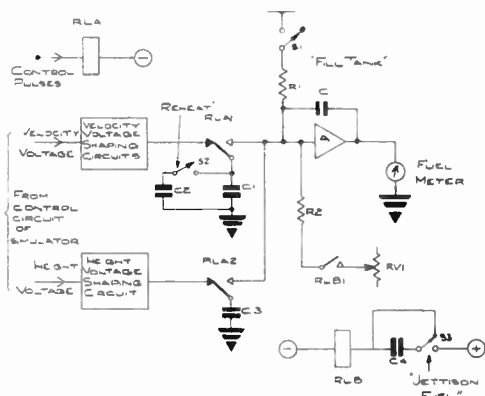 RLA
CONTROL
PULSES
S1
"FILL TANK"
R1
C
"REHEAT"
RLA1
VELOCITY
VOLTAGE
VELOCITY
VOLTAGE
SHAPING
CIRCUITS
S2
C2
C1
A
FUEL
METER
FROM
CONTROL
CIRCUIT
OF
SIMULATOR
R2
RLA2
HEIGHT
VOLTAGE
HEIGHT
VOLTAGE
SHAPING
CIRCUIT
RLB1
RV1
C3
C4
S3
RLB
"JETTISON
FUEL"